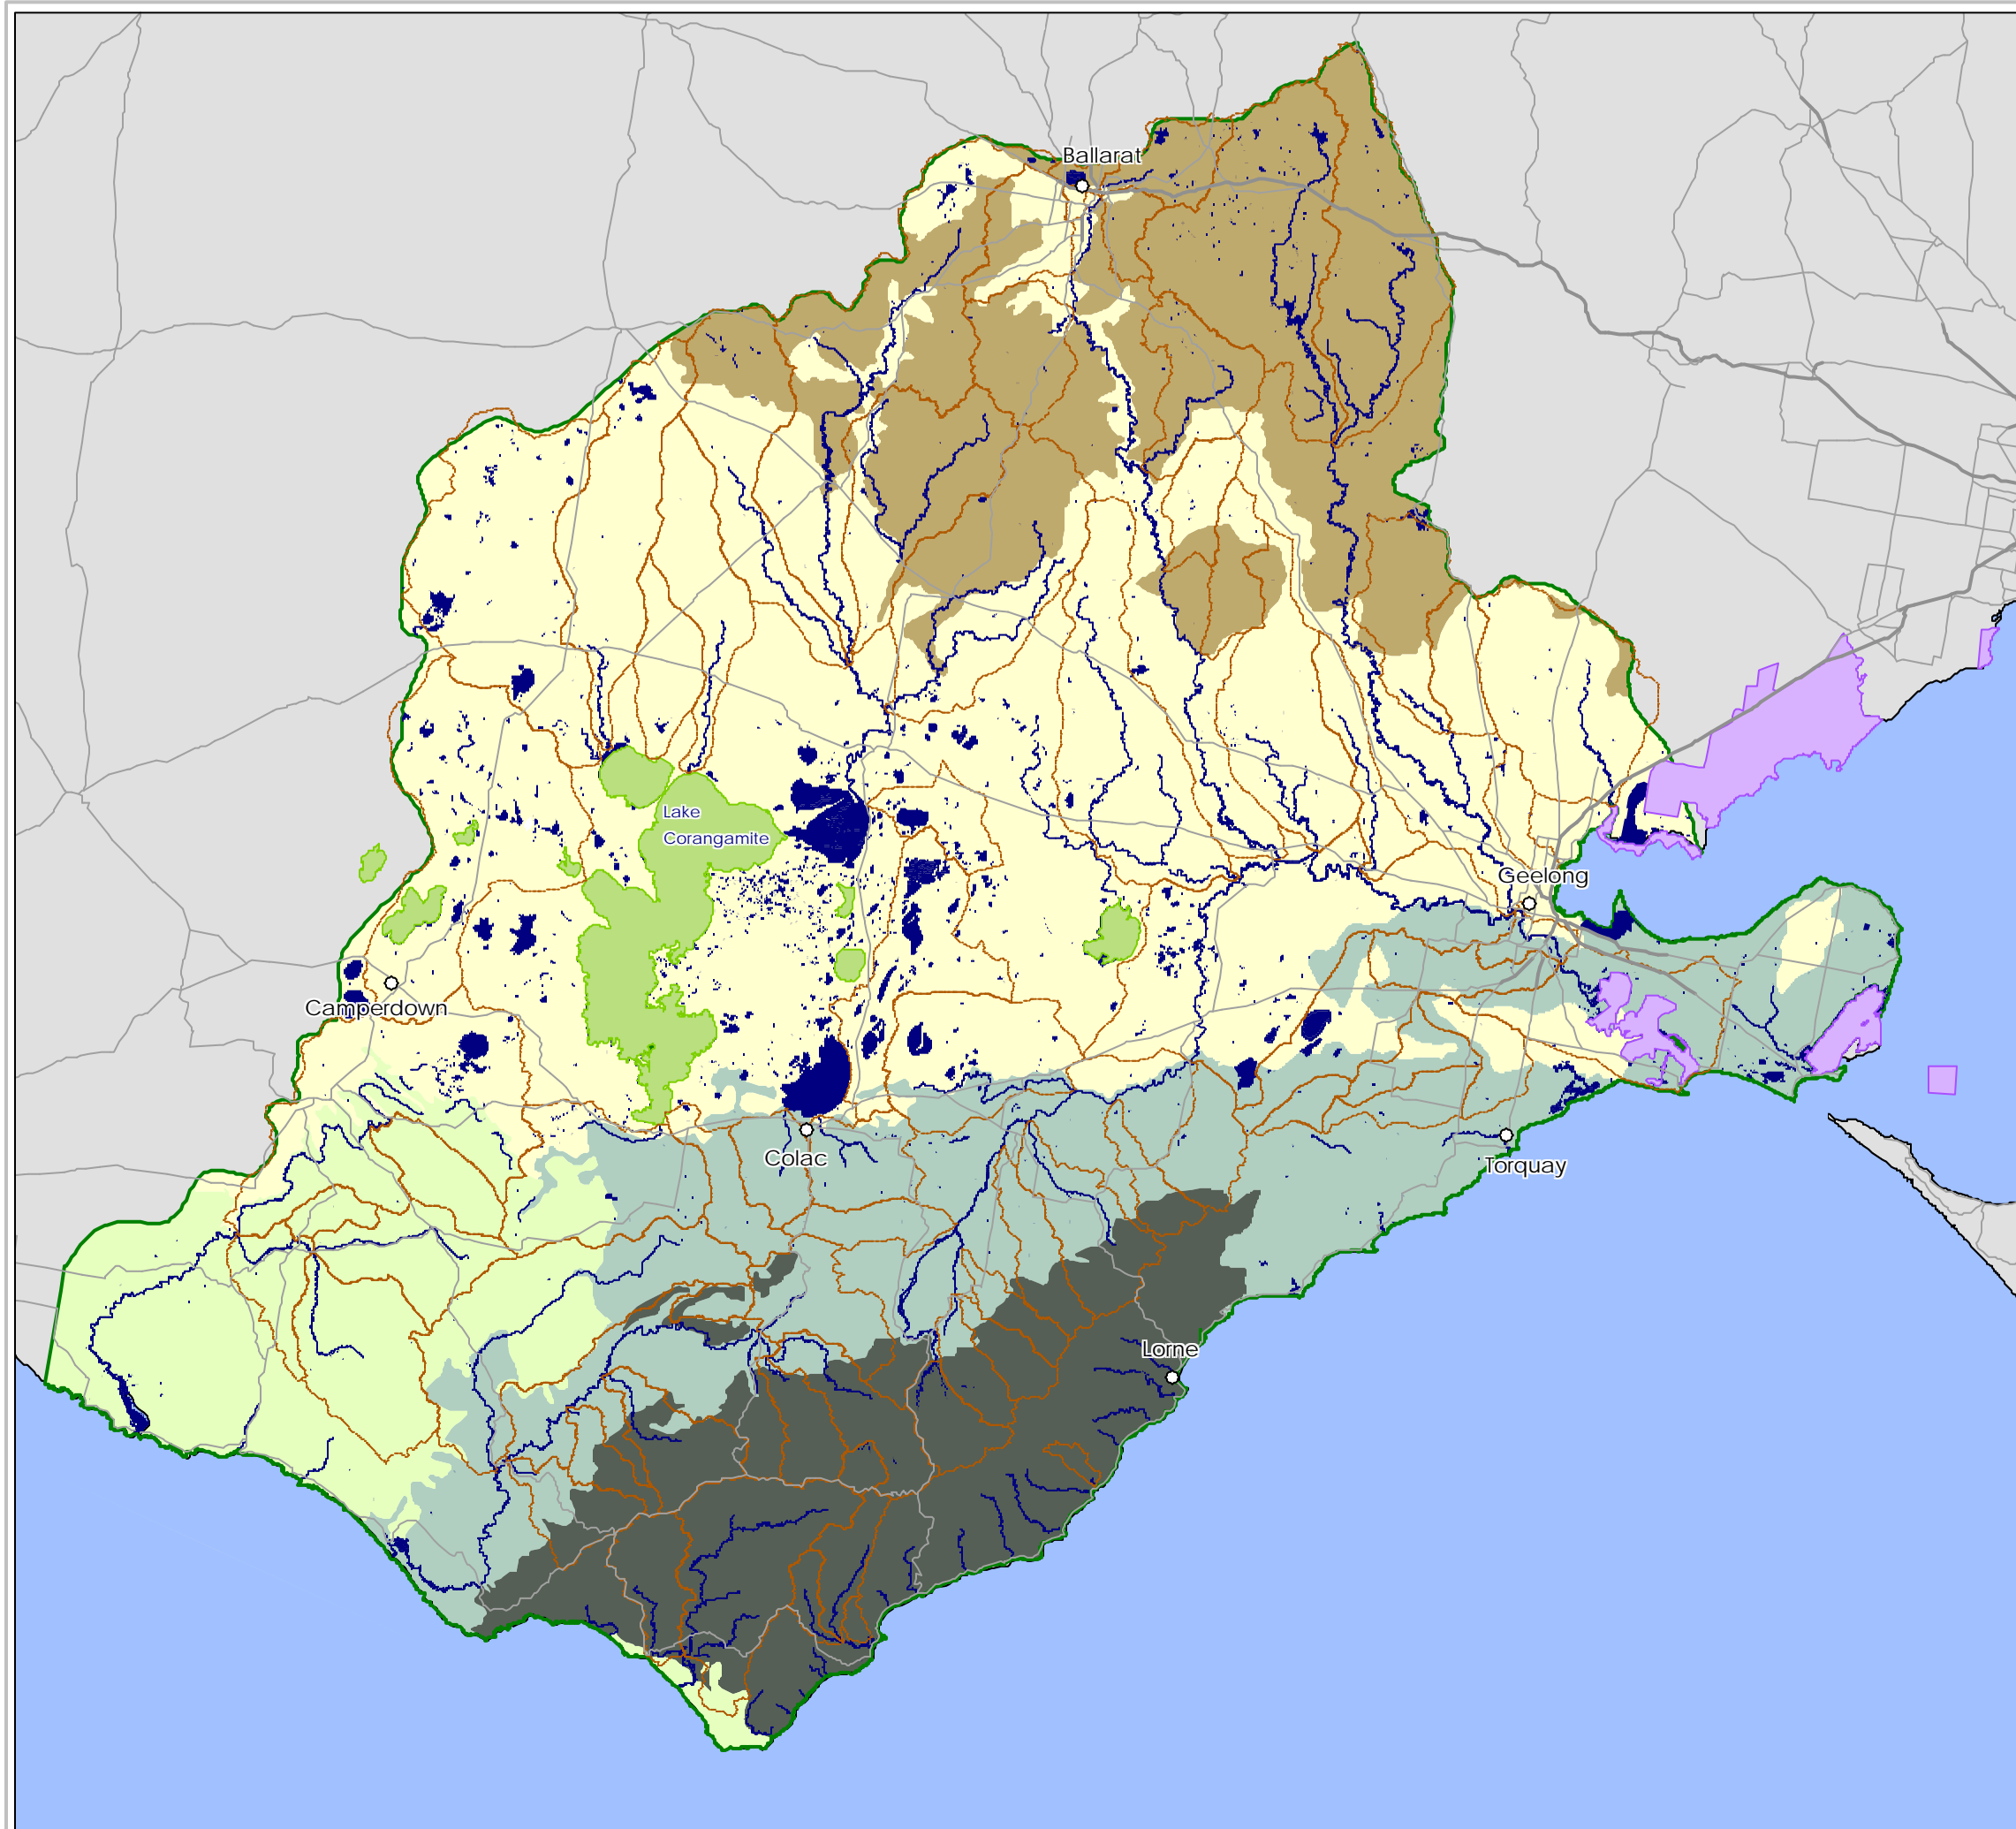 Ballarat
Lake
Corangamite
Geelong
Camperdown
Colac
Torquay
Lorne